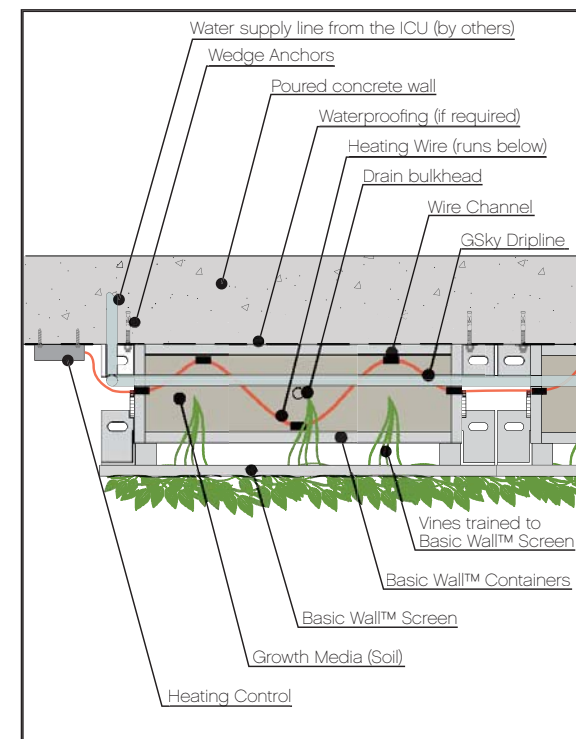 Water supply line from the ICU (by others)
Wedge Anchors
Poured concrete wall
Waterproofing (if required)
Heating Wire (runs below)
Drain bulkhead
Wire Channel
GSky Dripline
Vines trained to
Basic Wall™ Screen
Basic Wall™ Containers
Basic Wall™ Screen
Growth Media (Soil)
Heating Control